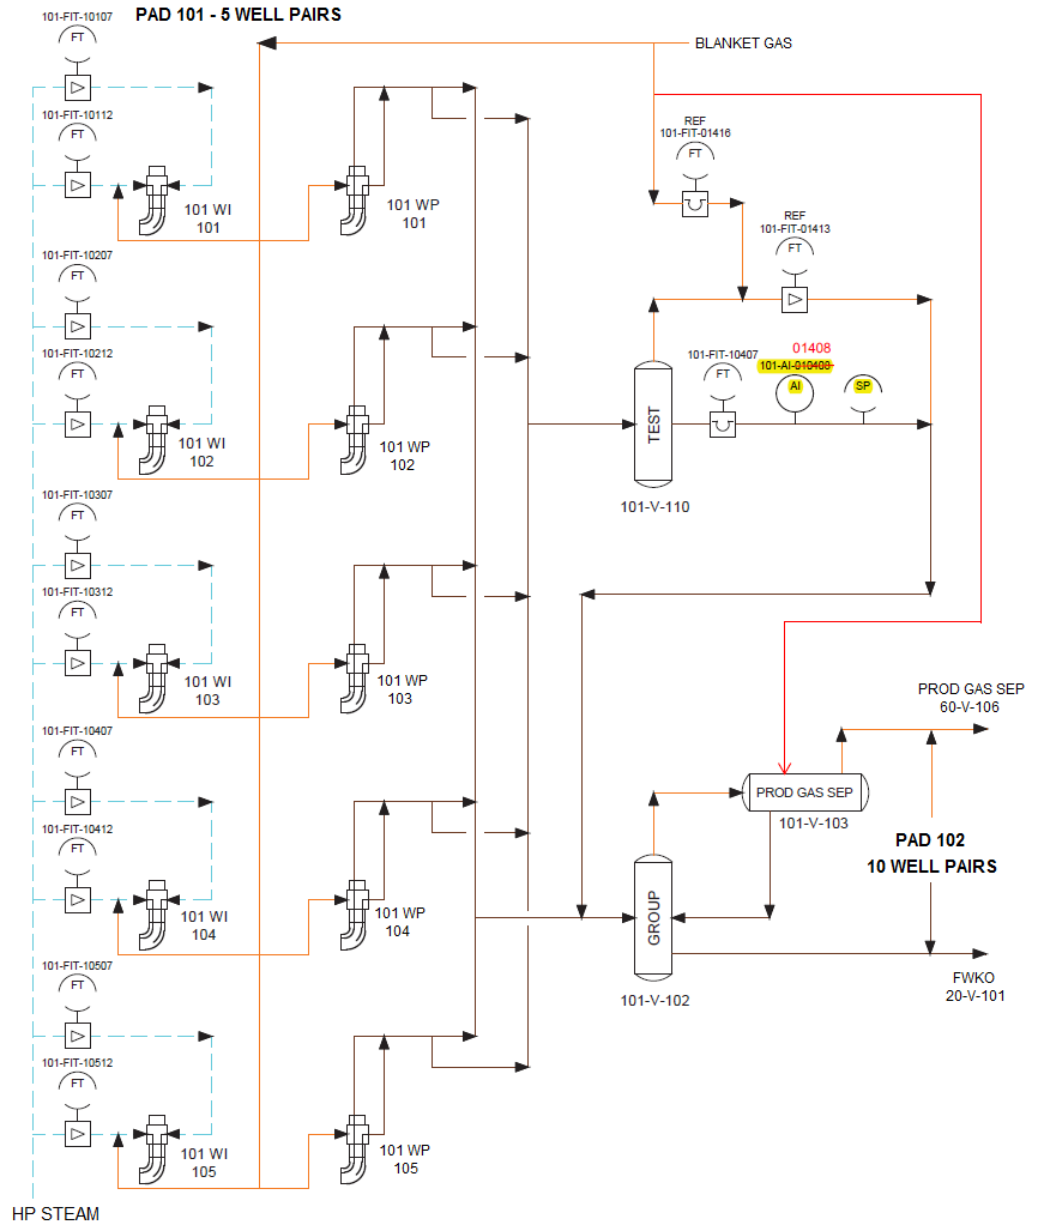 PAD 101 - 5 WELL PAIRS
101-FIT-10107
FT
BLANKET GAS
101-FIT-10112
FT
REF
101-FIT-01416
FT
101 WI
101
101 WP
101
REF
101-FIT-01413
FT
101-FIT-10207
FT
101-FIT-10212
FT
01408
101-FIT-10407
FT
101-AI-010408
AI
SP
TEST
101 WI
102
101 WP
102
101-V-110
101-FIT-10307
FT
101-FIT-10312
FT
101 WI
103
101 WP
103
PROD GAS SEP
60-V-106
101-FIT-10407
FT
PROD GAS SEP
101-V-103
101-FIT-10412
FT
PAD 102
10 WELL PAIRS
101 WI
104
101 WP
104
GROUP
101-V-102
FWKO
20-V-101
101-FIT-10507
FT
101-FIT-10512
FT
101 WI
105
101 WP
105
HP STEAM